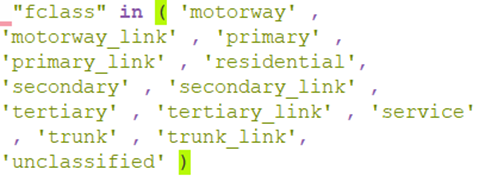 "fclass" in ( 'motorway' ,
'motorway_link' , 'primary' ,
'primary_link' , 'residential',
'secondary' , 'secondary_link' ,
'tertiary' , 'tertiary_link' , 'service'
, 'trunk' , 'trunk_link',
'unclassified' )